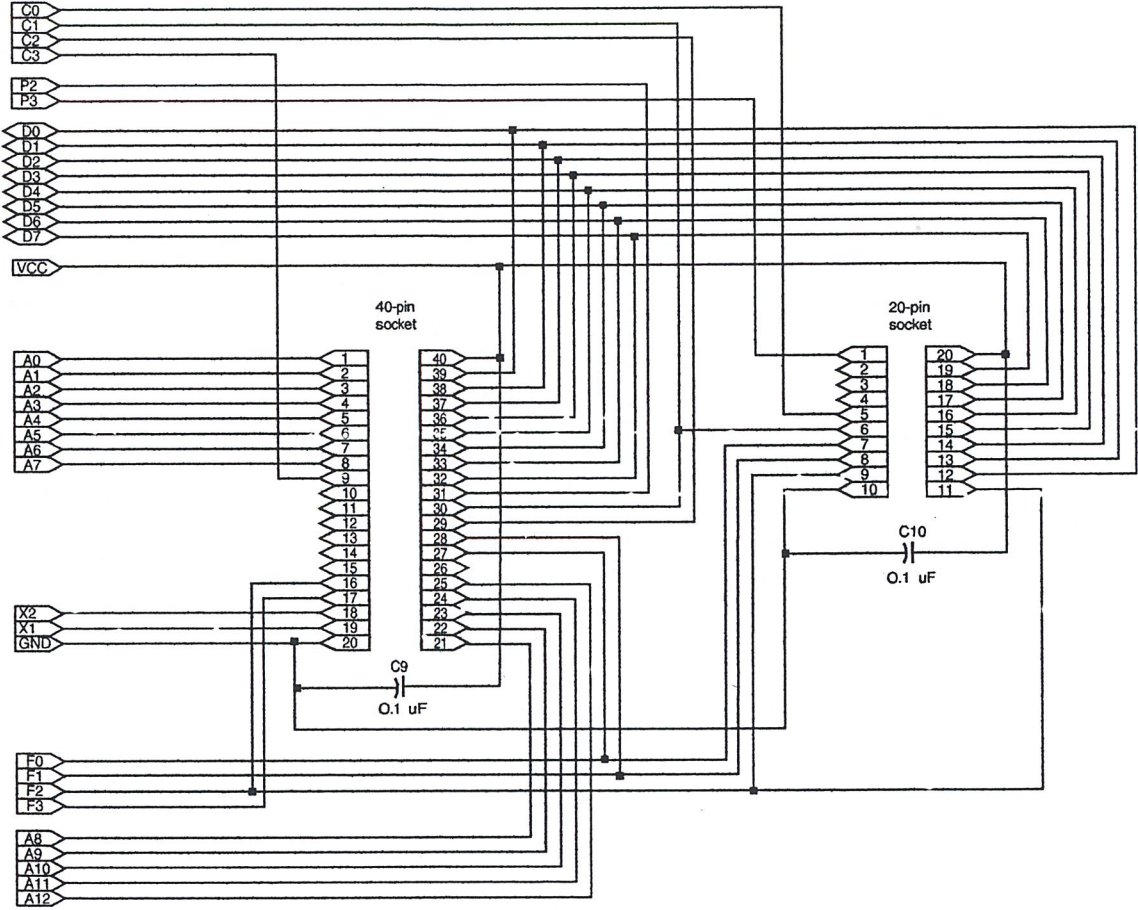 C0
C1
C2
C3
P2
P3
D0
D1
D2
D3
D4
D5
D6
D7
VCC
40-pin
socket
20-pin
socket
A0
A1
A2
A3
A4
A5
A6
A7
1
2
3
4
5
6
7
8
9
10
11
12
13
14
15
16
17
18
19
20
40
39
38
37
36
35
34
33
32
31
30
29
28
27
26
25
24
23
22
21
1
2
3
4
5
6
7
8
9
10
20
19
18
17
16
15
14
13
12
11
C10
0.1 uF
X2
X1
GND
C9
0.1 uF
F0
F1
F2
F3
A8
A9
A10
A11
A12